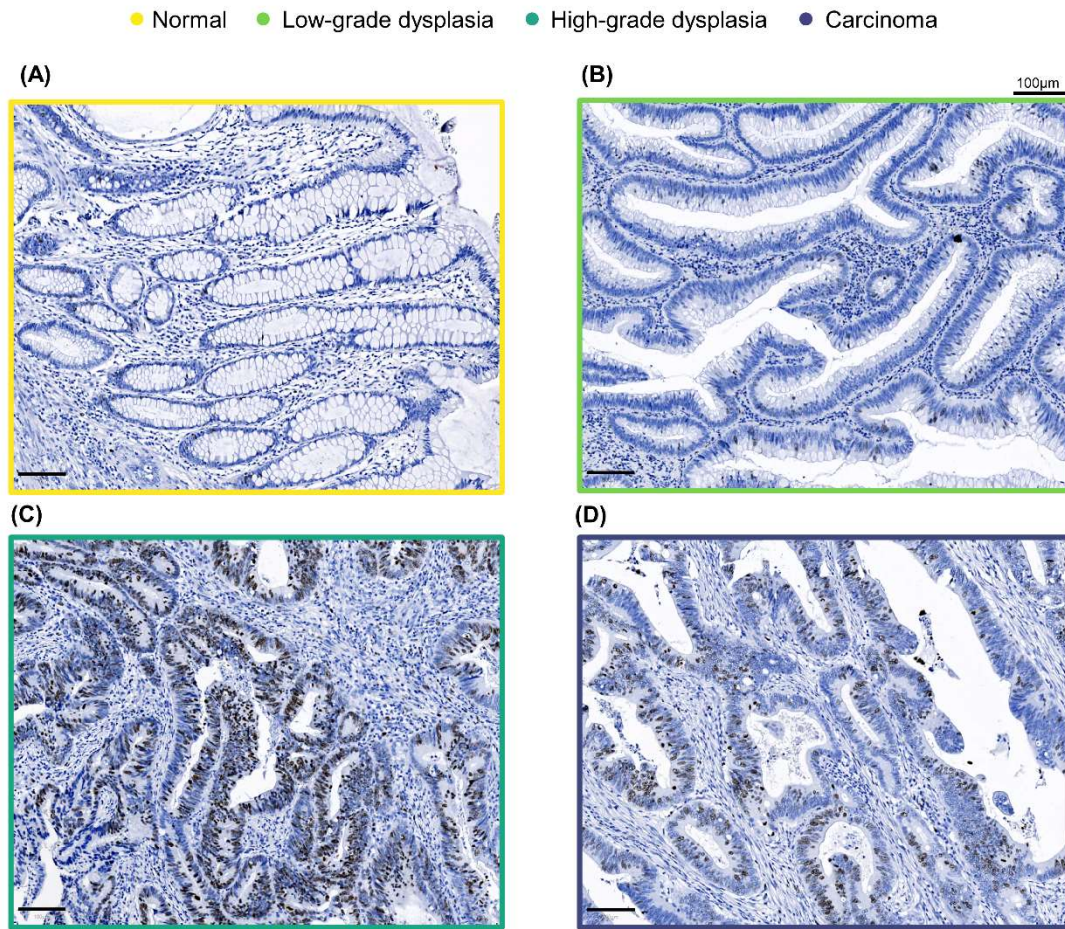 Normal Low-grade dysplasia High-grade dysplasia Carcinoma
(A)
(B)
100µm
(C)
(D)